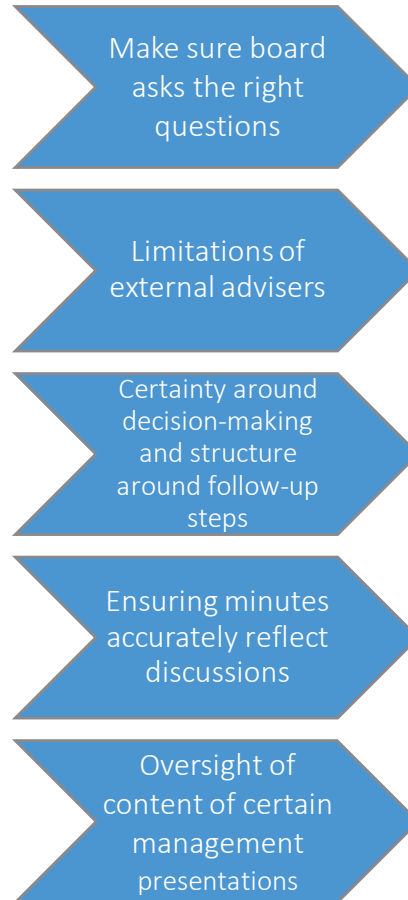 Make sure board
asks the right
questions
Limitations of
external advisers
Certainty around
decision-making
and structure
around follow-up
steps
Ensuring minutes
accurately reflect
discussions
Oversight of
content of certain
management
presentations